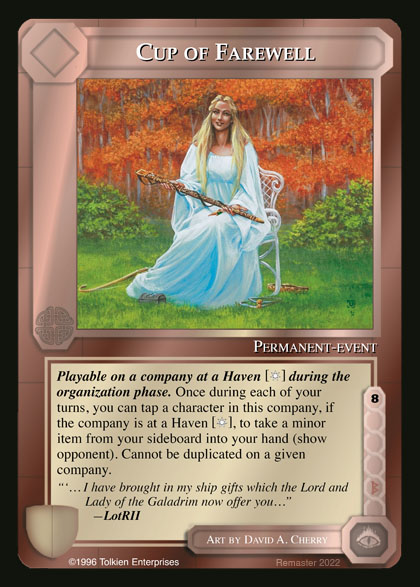 CUP OF FAREWELL
PERMANENT-EVENT
Playable on a company at a Haven [☼] during the
organization phase. Once during each of your
turns, you can tap a character in this company, if
the company is at a Haven [☼], to take a minor
item from your sideboard into your hand (show
opponent). Cannot be duplicated on a given
company.
“‘… I have brought in my ship gifts which the Lord and
Lady of the Galadrim now offer you…”
—LotRII
8
ART BY DAVID A. CHERRY
©1996 Tolkien Enterprises
Remaster 2022